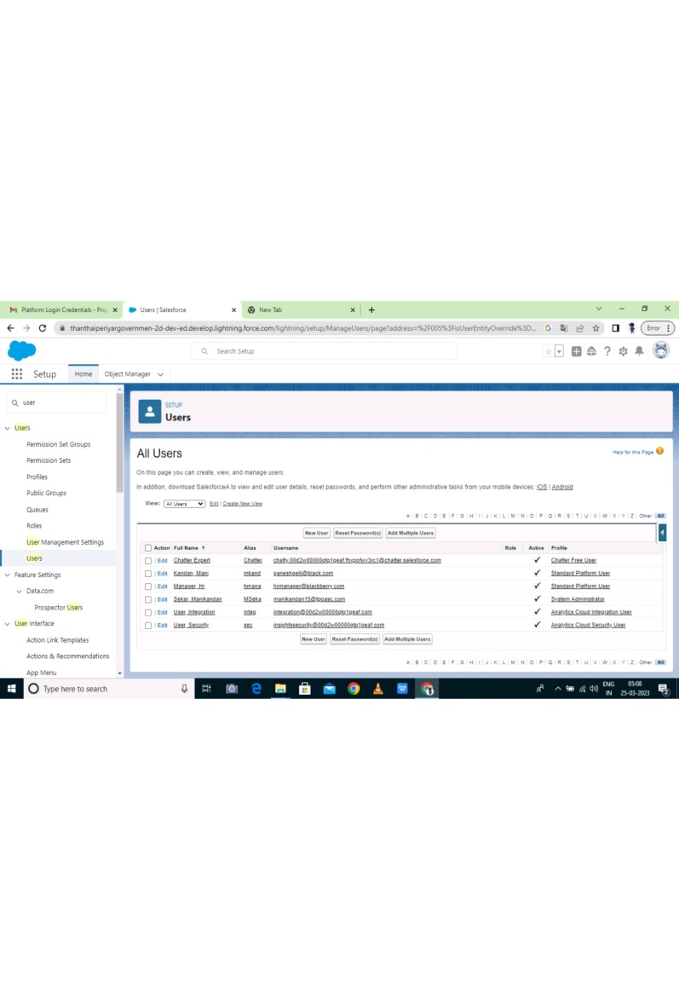 Platform Login Credentials - Proj
Users | Salesforce
New Tab
thanthaiperiyargovernmen-2d-dev-ed.develop.lightning.force.com/lightning/setup/ManageUsers/page?address=%2F005%3FisUserEntityOverride%3D...
Error
Search Setup
Setup
Home
Object Manager
user
Users
Permission Set Groups
Permission Sets
Profiles
Public Groups
Queues
Roles
User Management Settings
Users
Feature Settings
Data.com
Prospector Users
User Interface
Action Link Templates
Actions & Recommendations
App Menu
SETUP
Users
All Users
Help for this Page
On this page you can create, view, and manage users.
In addition, download SalesforceA to view and edit user details, reset passwords, and perform other administrative tasks from your mobile devices: iOS | Android
View: All Users Edit | Create New View
A | B | C | D | E | F | G | H | I | J | K | L | M | N | O | P | Q | R | S | T | U | V | W | X | Y | Z | Other All
New User Reset Password(s) Add Multiple Users
Action Full Name Alias Username Role Active Profile
Edit Chatter Expert Chatter Chatter Free User
Edit Kandan, Mani mkand ganeshgelli@black.com Standard Platform User
Edit Manager, Hr hmana hrmanager@blackberry.com Standard Platform User
Edit Sekar, Manikandan MSeka manikandan15@tpgasc.com System Administrator
Edit User, Integration integ integration@00d2w00000qtq1geaf.com Analytics Cloud Integration User
Edit User, Security sec insightssecurity@00d2w00000qtq1geaf.com Analytics Cloud Security User
New User Reset Password(s) Add Multiple Users
A | B | C | D | E | F | G | H | I | J | K | L | M | N | O | P | Q | R | S | T | U | V | W | X | Y | Z | Other All
Type here to search
ENG
IN
05:08
25-03-2023
2